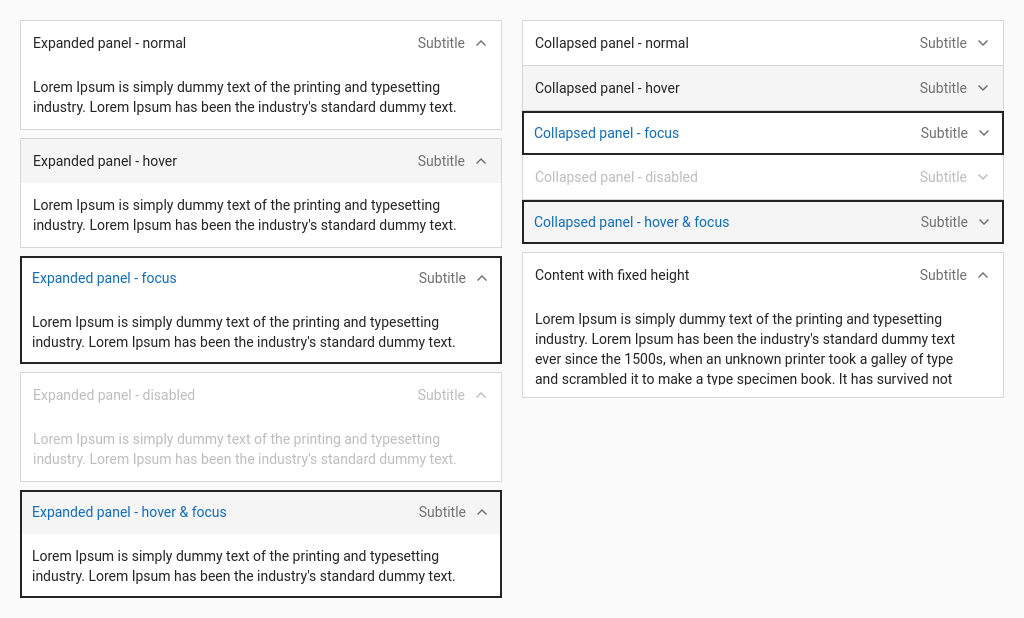 Expanded panel - normal Subtitle
Lorem Ipsum is simply dummy text of the printing and typesetting
industry. Lorem Ipsum has been the industry's standard dummy text.
Expanded panel - hover Subtitle
Lorem Ipsum is simply dummy text of the printing and typesetting
industry. Lorem Ipsum has been the industry's standard dummy text.
Expanded panel - focus Subtitle
Lorem Ipsum is simply dummy text of the printing and typesetting
industry. Lorem Ipsum has been the industry's standard dummy text.
Expanded panel - disabled Subtitle
Lorem Ipsum is simply dummy text of the printing and typesetting
industry. Lorem Ipsum has been the industry's standard dummy text.
Expanded panel - hover & focus Subtitle
Lorem Ipsum is simply dummy text of the printing and typesetting
industry. Lorem Ipsum has been the industry's standard dummy text.
Collapsed panel - normal Subtitle
Collapsed panel - hover Subtitle
Collapsed panel - focus Subtitle
Collapsed panel - disabled Subtitle
Collapsed panel - hover & focus Subtitle
Content with fixed height Subtitle
Lorem Ipsum is simply dummy text of the printing and typesetting
industry. Lorem Ipsum has been the industry's standard dummy text
ever since the 1500s, when an unknown printer took a galley of type
and scrambled it to make a type specimen book. It has survived not